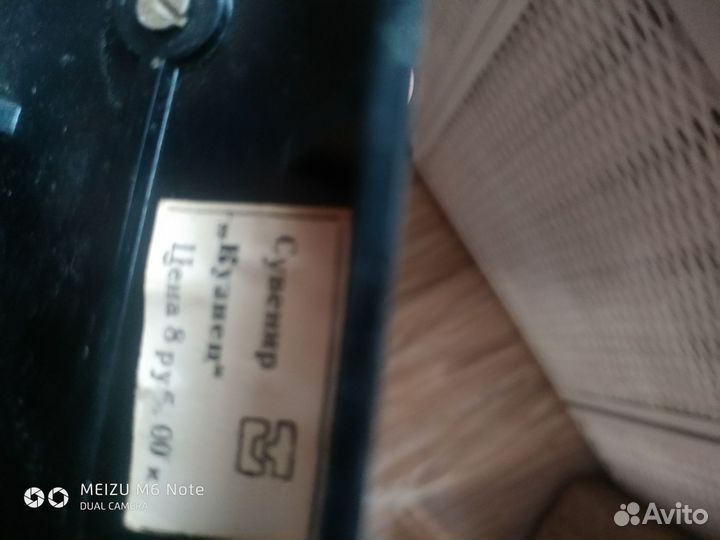 Сувенир
„Кузнец“
Цена 8 руб. 00 к
MEIZU M6 Note
DUAL CAMERA
Avito